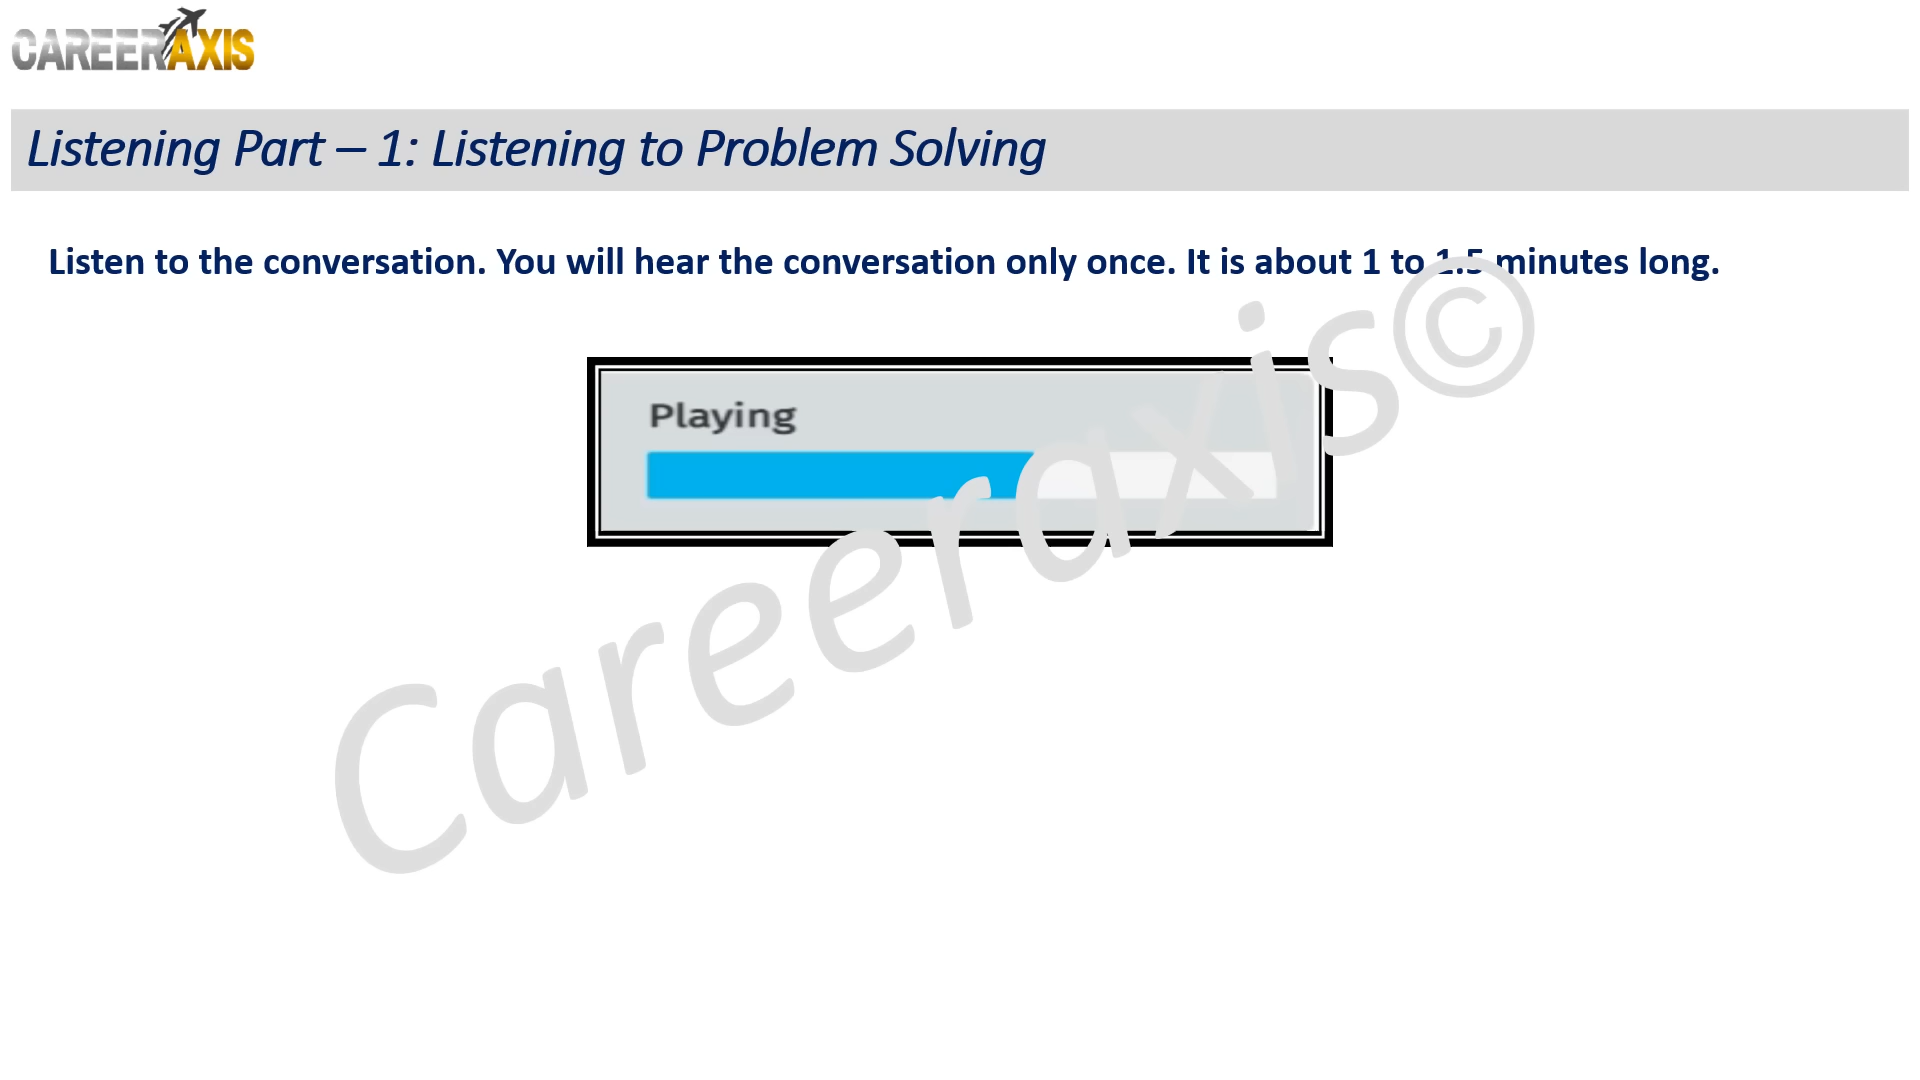 CAREERAXIS
Listening Part – 1: Listening to Problem Solving
Listen to the conversation. You will hear the conversation only once. It is about 1 to 1.5 minutes long.
Playing
Careeraxis©